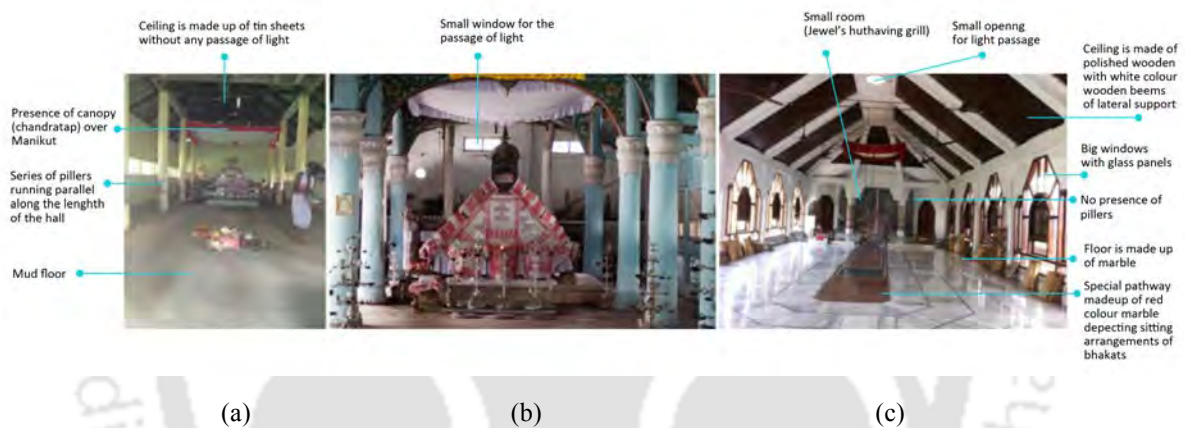 Ceiling is made up of tin sheets
without any passage of light
Presence of canopy
(chandratap) over
Manikut
Series of pillers
running parallel
along the lenghth
of the hall
Mud floor
Small window for the
passage of light
Small room
(Jewel's huthaving grill)
Small openng
for light passage
Ceiling is made of
polished wooden
with white colour
wooden beems
of lateral support
Big windows
with glass panels
No presence of
pillers
Floor is made up
of marble
Special pathway
madeup of red
colour marble
depecting sitting
arrangements of
bhakats
(a)
(b)
(c)